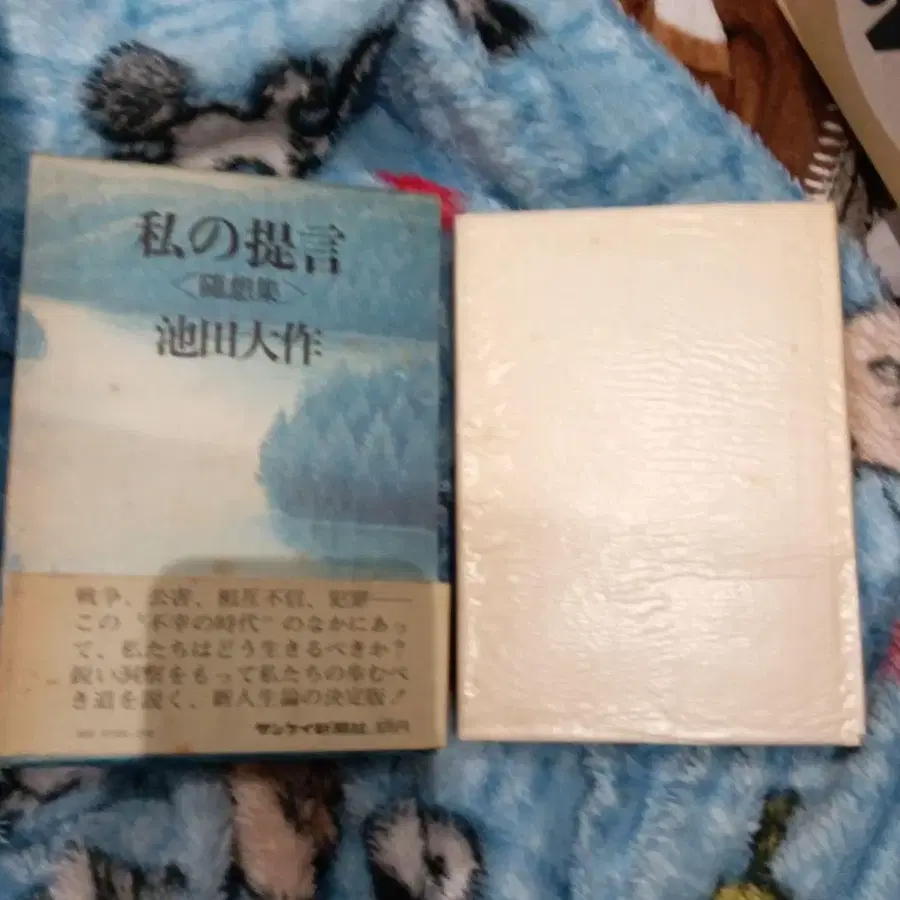 私の提言
〈随想集〉
池田大作
戦争、公害、相互不信、犯罪——
この“不幸の時代”のなかにあっ
て、私たちはどう生きるべきか?
鋭い洞察をもって私たちの歩むべ
き道を説く、新人生論の決定版!
サンケイ新聞社